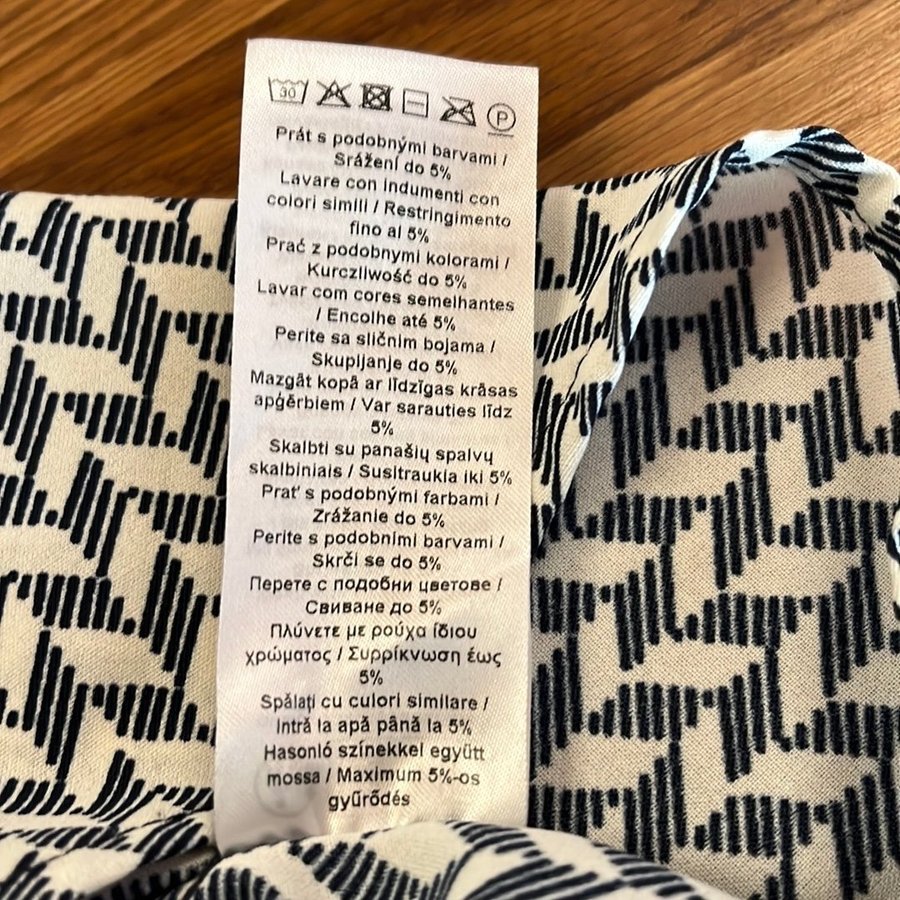 30 P
Prát s podobnými barvami /
Srážení do 5%
Lavare con indumenti con
colori simili / Restringimento
fino al 5%
Prać z podobnymi kolorami /
Kurczliwość do 5%
Lavar com cores semelhantes
/ Encolhe até 5%
Perite sa sličnim bojama /
Skupljanje do 5%
Mazgāt kopā ar līdzīgas krāsas
apģērbiem / Var sarauties līdz
5%
Skalbti su panašių spalvų
skalbiniais / Susitraukia iki 5%
Prať s podobnými farbami /
Zrážanie do 5%
Perite s podobnimi barvami /
Skrči se do 5%
Перете с подобни цветове /
Свиване до 5%
Πλύνετε με ρούχα ίδιου
χρώματος / Συρρίκνωση έως
5%
Spălați cu culori similare /
Intră la apă până la 5%
Hasonló színekkel együtt
mossa / Maximum 5%-os
gyűrődés